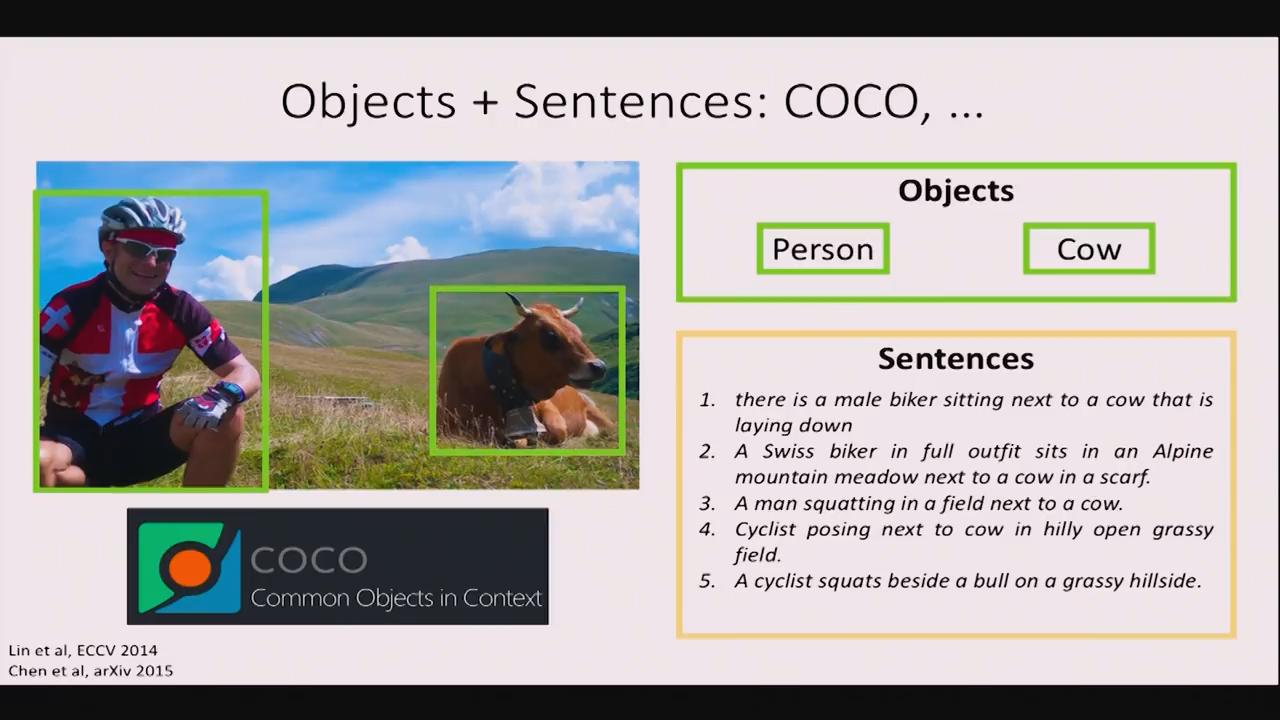 Objects + Sentences: COCO, ...
Objects
Person
Cow
Sentences
1. there is a male biker sitting next to a cow that is
laying down
2. A Swiss biker in full outfit sits in an Alpine
mountain meadow next to a cow in a scarf.
3. A man squatting in a field next to a cow.
4. Cyclist posing next to cow in hilly open grassy
field.
5. A cyclist squats beside a bull on a grassy hillside.
COCO
Common Objects in Context
Lin et al, ECCV 2014
Chen et al, arXiv 2015